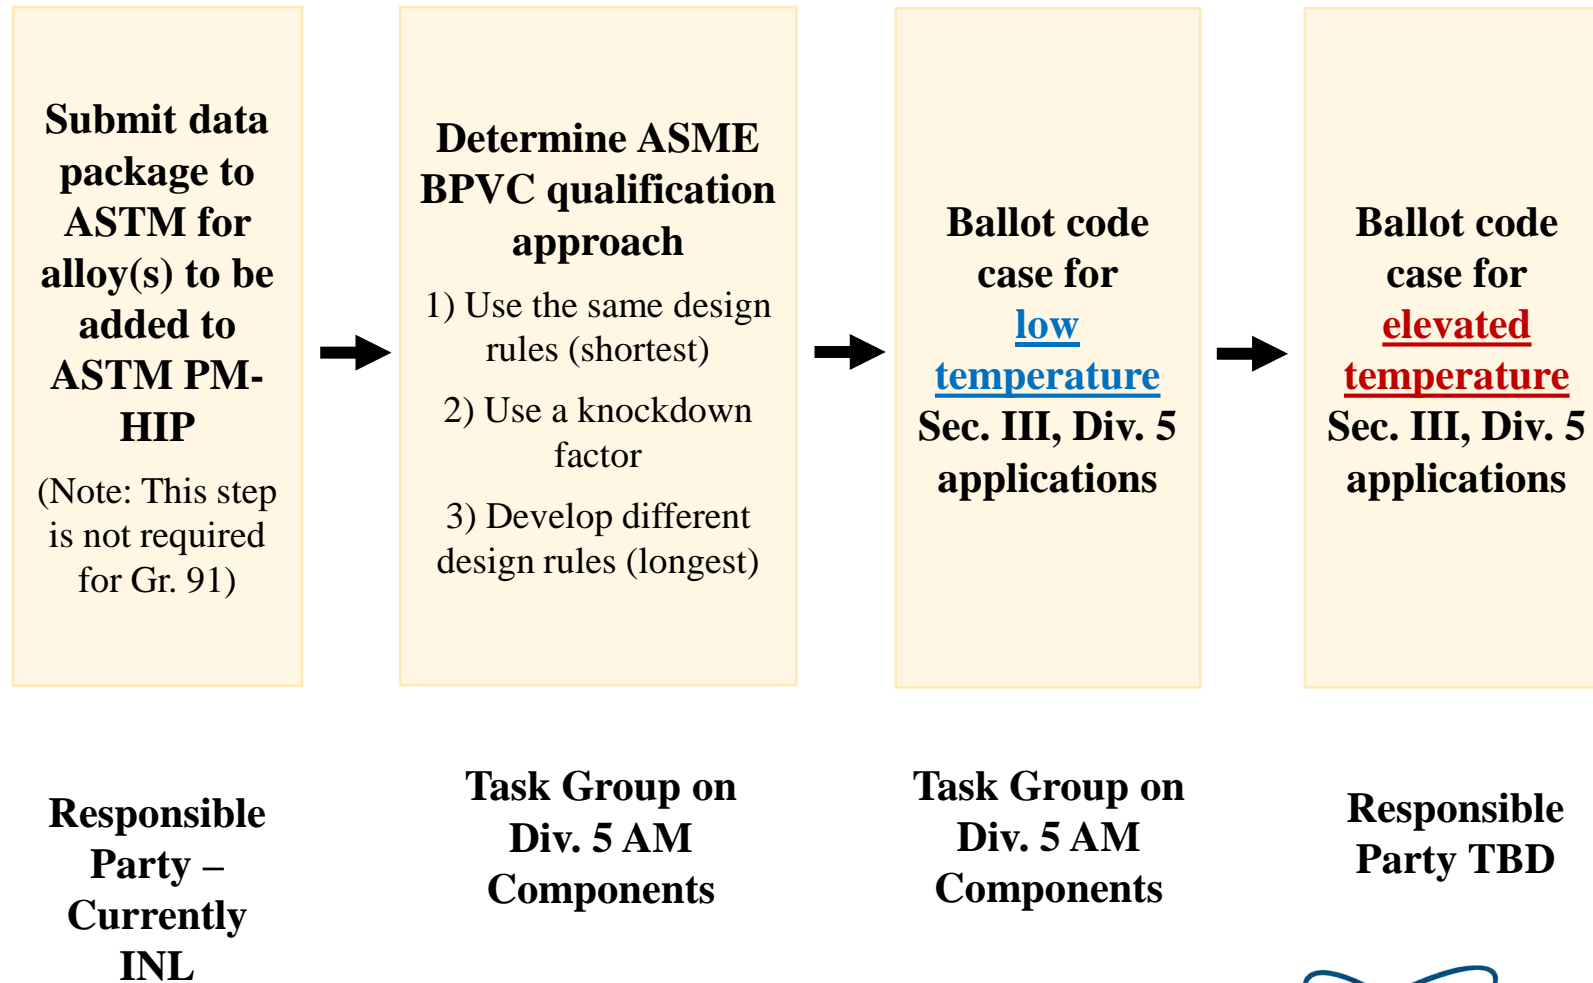 Submit data
package to
ASTM for
alloy(s) to be
added to
ASTM PM-
HIP
(Note: This step
is not required
for Gr. 91)
Determine ASME
BPVC qualification
approach
1) Use the same design
rules (shortest)
2) Use a knockdown
factor
3) Develop different
design rules (longest)
Ballot code
case for
low
temperature
Sec. III, Div. 5
applications
Ballot code
case for
elevated
temperature
Sec. III, Div. 5
applications
Responsible
Party –
Currently
INL
Task Group on
Div. 5 AM
Components
Task Group on
Div. 5 AM
Components
Responsible
Party TBD